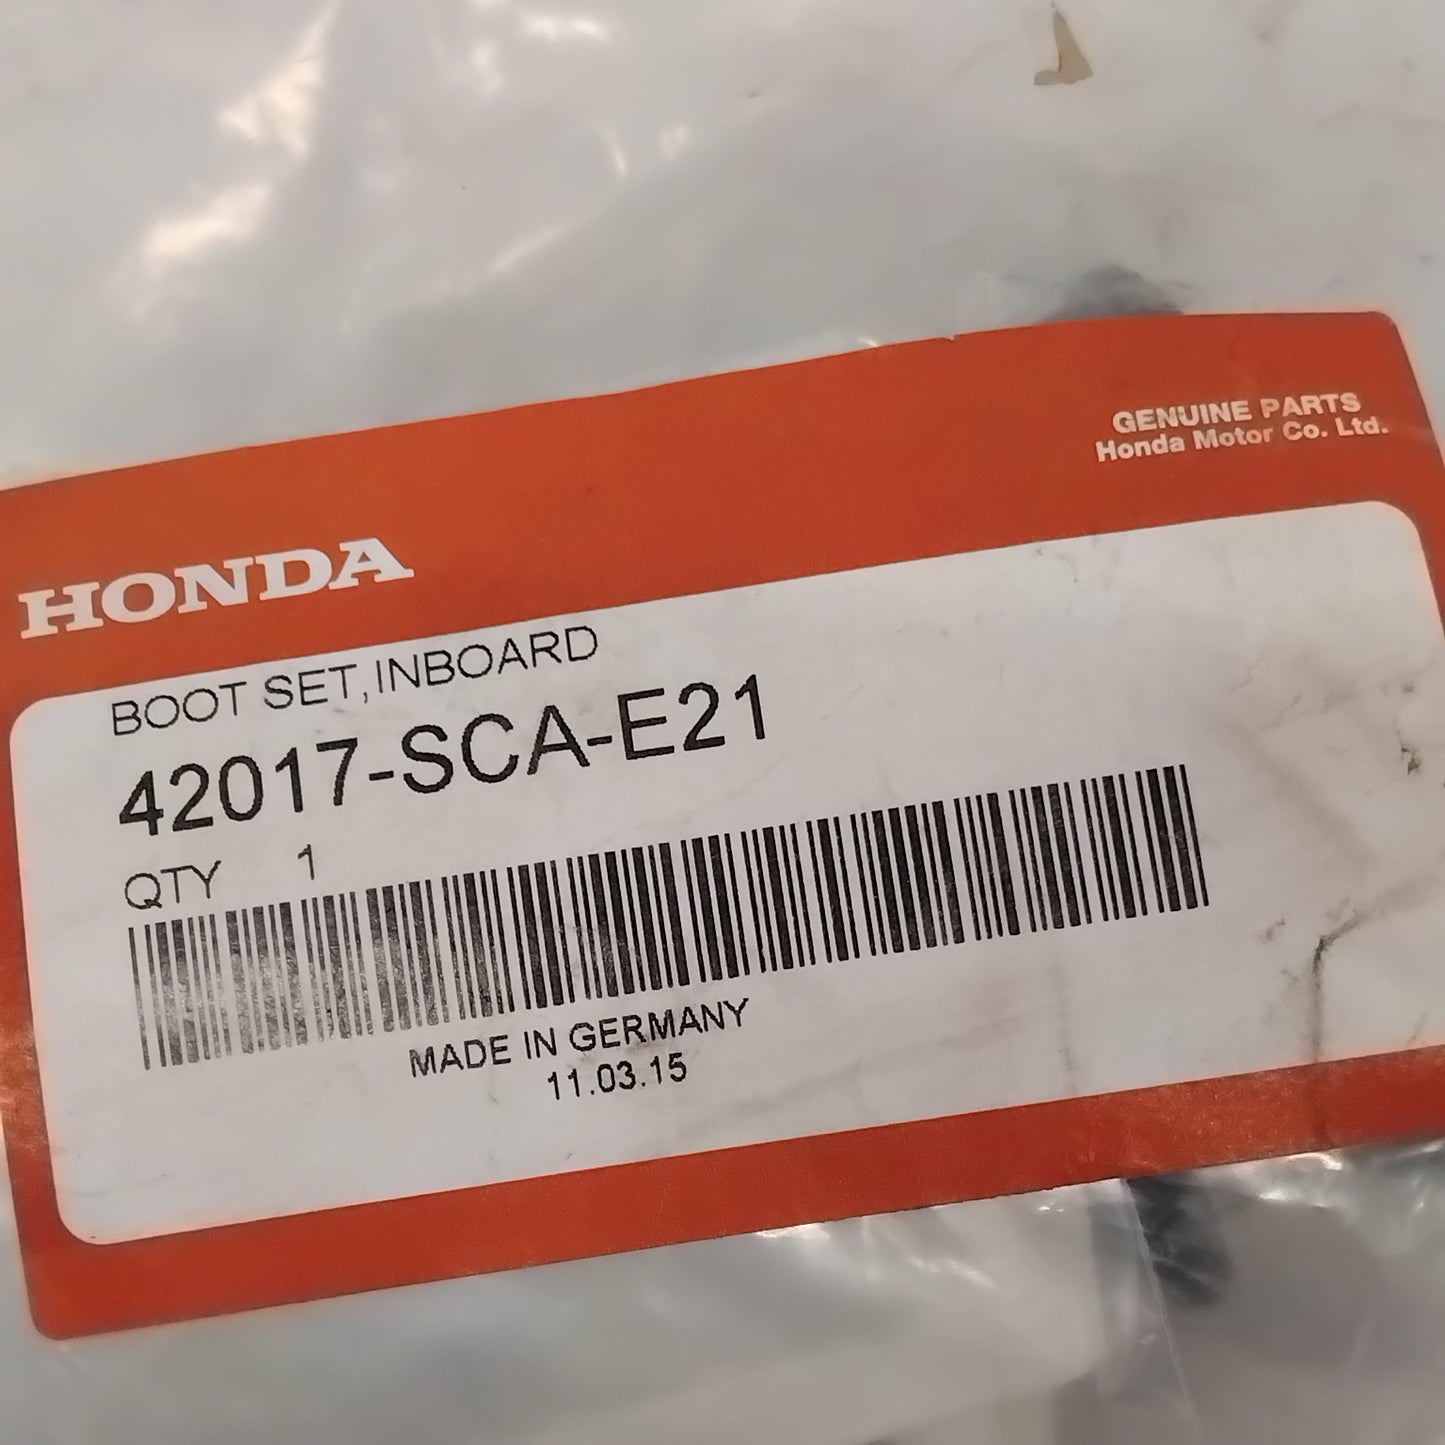 GENUINE PARTS
Honda Motor Co. Ltd.
HONDA
BOOT SET,INBOARD
42017-SCA-E21
QTY 1
MADE IN GERMANY
11.03.15